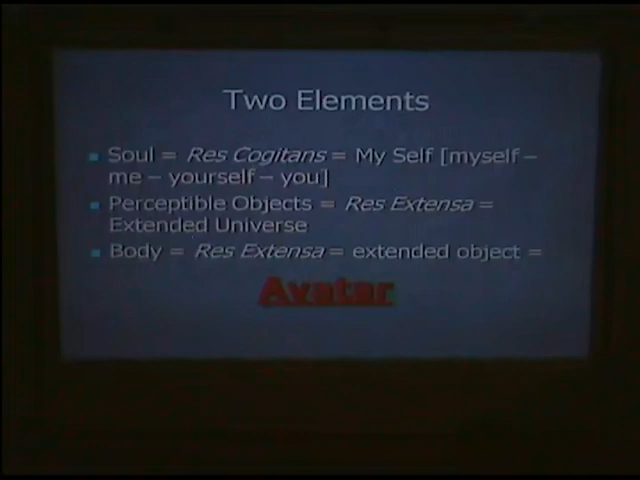 Two Elements
Soul = Res Cogitans = My Self [myself –
me – yourself – you]
Perceptible Objects = Res Extensa =
Extended Universe
Body = Res Extensa = extended object =
Avatar